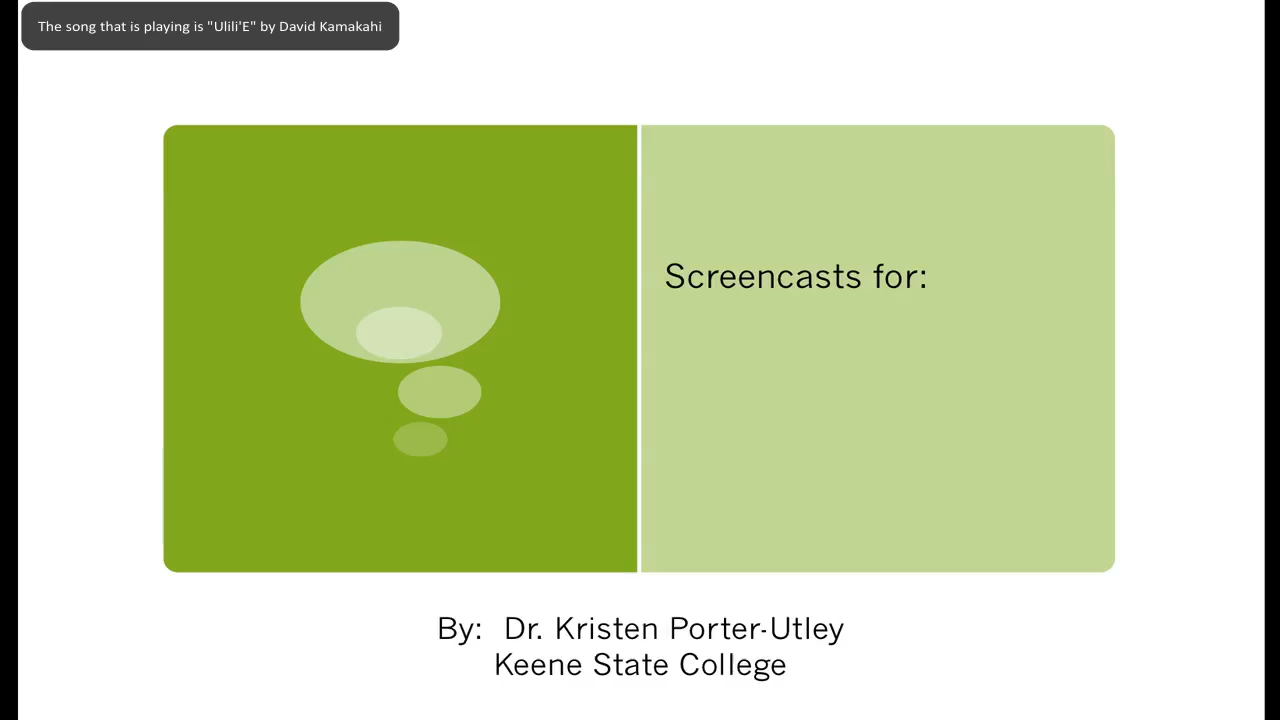 The song that is playing is "Ulili'E" by David Kamakahi
Screencasts for:
By: Dr. Kristen Porter-Utley
Keene State College